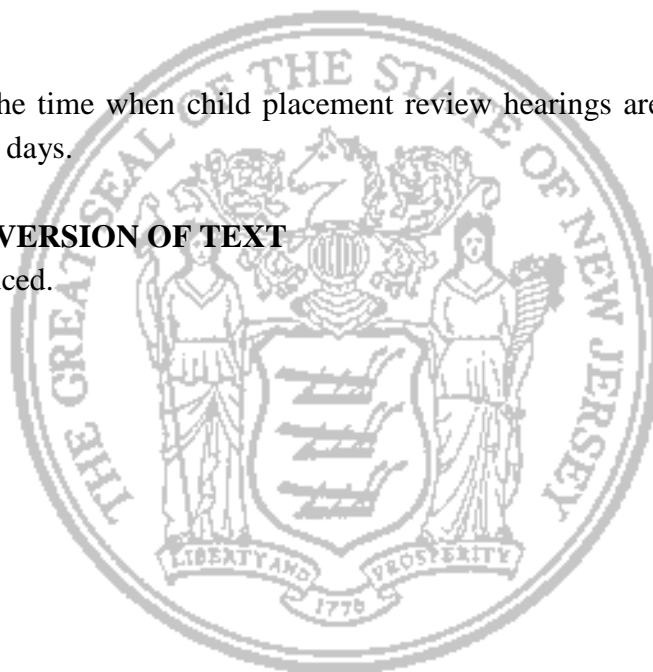 THE GREAT SEAL OF THE STATE OF NEW JERSEY
he time when child placement review hearings are
days.
VERSION OF TEXT
uced.
LIBERTY AND PROSPERITY
1776